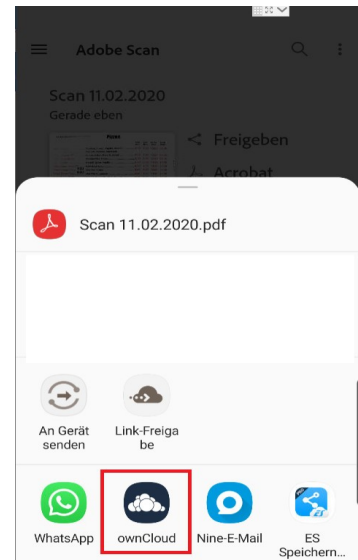 Adobe Scan
Scan 11.02.2020
Gerade eben
Freigeben
Acrobat
Scan 11.02.2020.pdf
An Gerät
senden
Link-Freiga
be
WhatsApp
ownCloud
Nine-E-Mail
ES
Speichern...